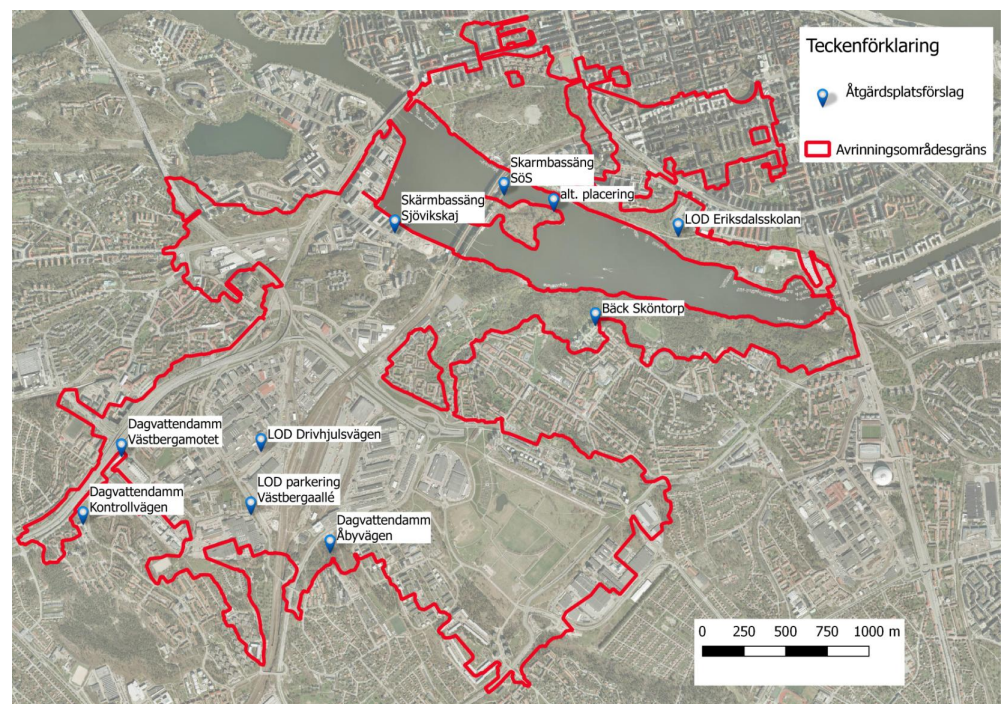 Teckenförklaring
Åtgärdsplatsförslag
Avrinningsområdesgräns
Skarmbassäng
SöS
alt. placering
Skärmbassäng
Sjövikskaj
LOD Eriksdalsskolan
Bäck Sköntorp
Dagvattendamm
Västbergamotet
LOD Drivhjulsvägen
LOD parkering
Västbergaallé
Dagvattendamm
Kontrollvägen
Dagvattendamm
Åbyvägen
0 250 500 750 1000 m